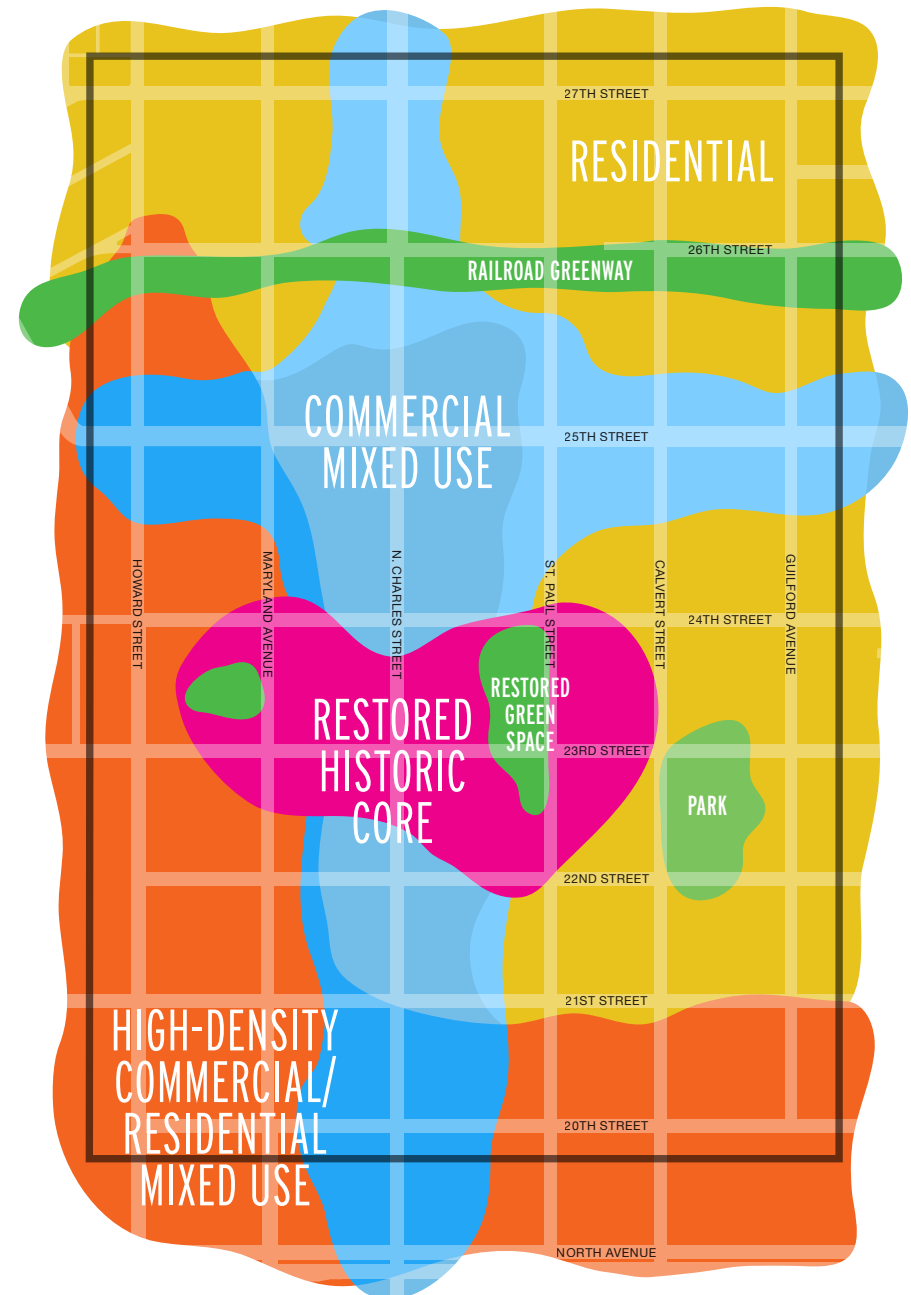 27TH STREET
RESIDENTIAL
26TH STREET
RAILROAD GREENWAY
COMMERCIAL
MIXED USE
25TH STREET
HOWARD STREET
MARYLAND AVENUE
N. CHARLES STREET
ST. PAUL STREET
CALVERT STREET
GUILFORD AVENUE
24TH STREET
RESTORED
GREEN
SPACE
RESTORED
HISTORIC
CORE
23RD STREET
PARK
22ND STREET
21ST STREET
HIGH-DENSITY
COMMERCIAL/
RESIDENTIAL
MIXED USE
20TH STREET
NORTH AVENUE